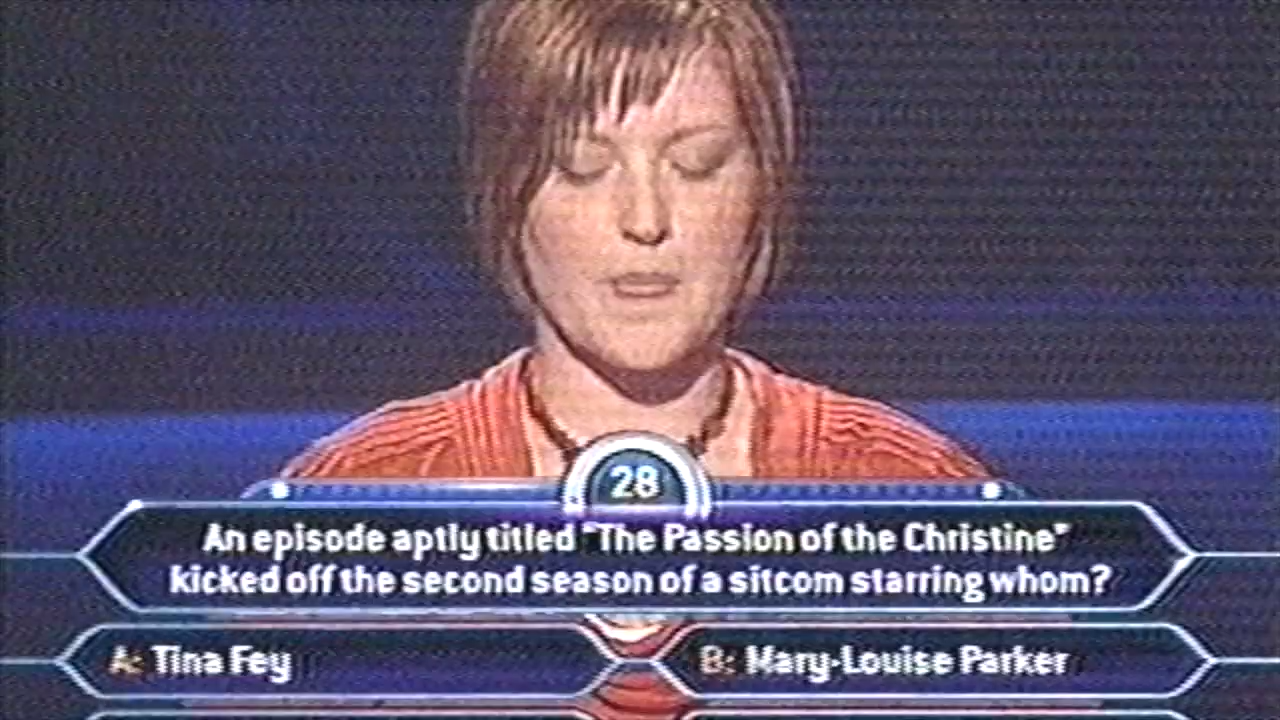 28
An episode aptly titled "The Passion of the Christine"
kicked off the second season of a sitcom starring whom?
A: Tina Fey
B: Mary-Louise Parker